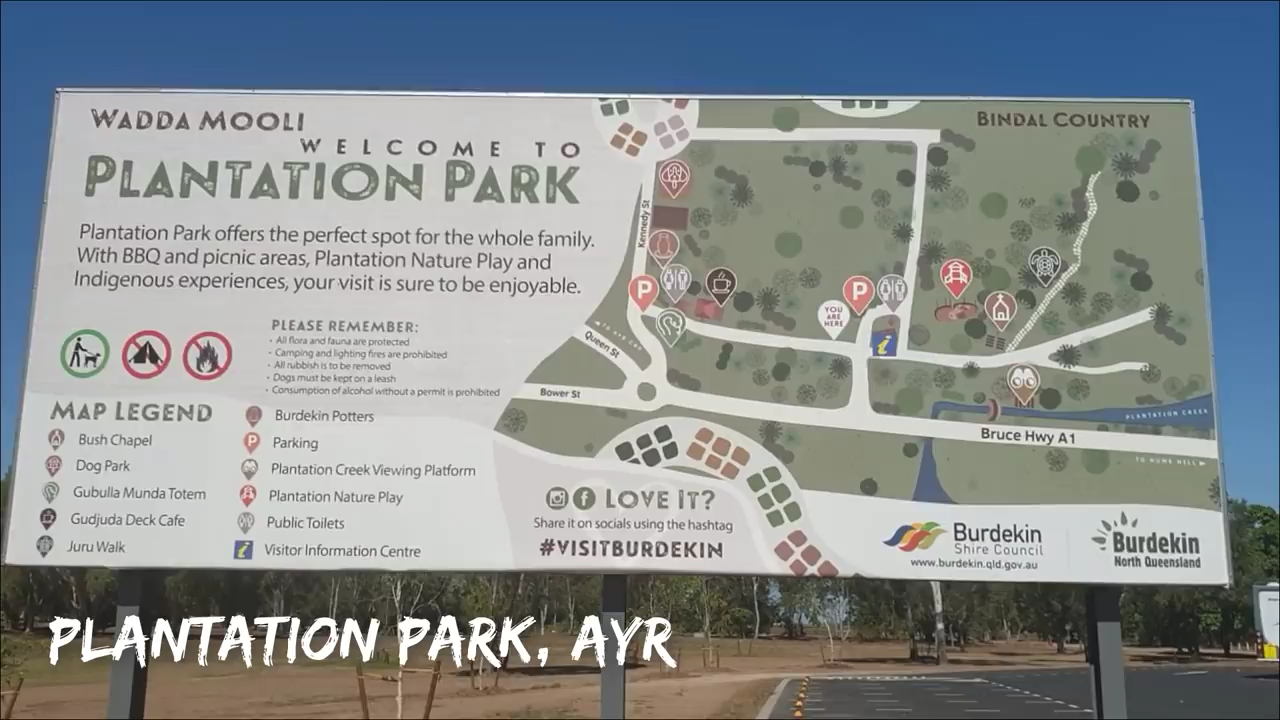 WADDA MOOLI
WELCOME TO
PLANTATION PARK
Plantation Park offers the perfect spot for the whole family.
With BBQ and picnic areas, Plantation Nature Play and
Indigenous experiences, your visit is sure to be enjoyable.
PLEASE REMEMBER:
- All flora and fauna are protected
- Camping and lighting fires are prohibited
- All rubbish is to be removed
- Dogs must be kept on a leash
- Consumption of alcohol without a permit is prohibited
MAP LEGEND
Bush Chapel
Dog Park
Gubulla Munda Totem
Gudjuda Deck Cafe
Juru Walk
Burdekin Potters
P Parking
Plantation Creek Viewing Platform
Plantation Nature Play
Public Toilets
i Visitor Information Centre
BINDAL COUNTRY
Kennedy St
P
P
YOU
ARE
HERE
i
Queen St
Bower St
PLANTATION CREEK
Bruce Hwy A1
TO HOME HILL
LOVE IT?
Share it on socials using the hashtag
#VISITBURDEKIN
Burdekin
Shire Council
www.burdekin.qld.gov.au
Burdekin
North Queensland
PLANTATION PARK, AYR